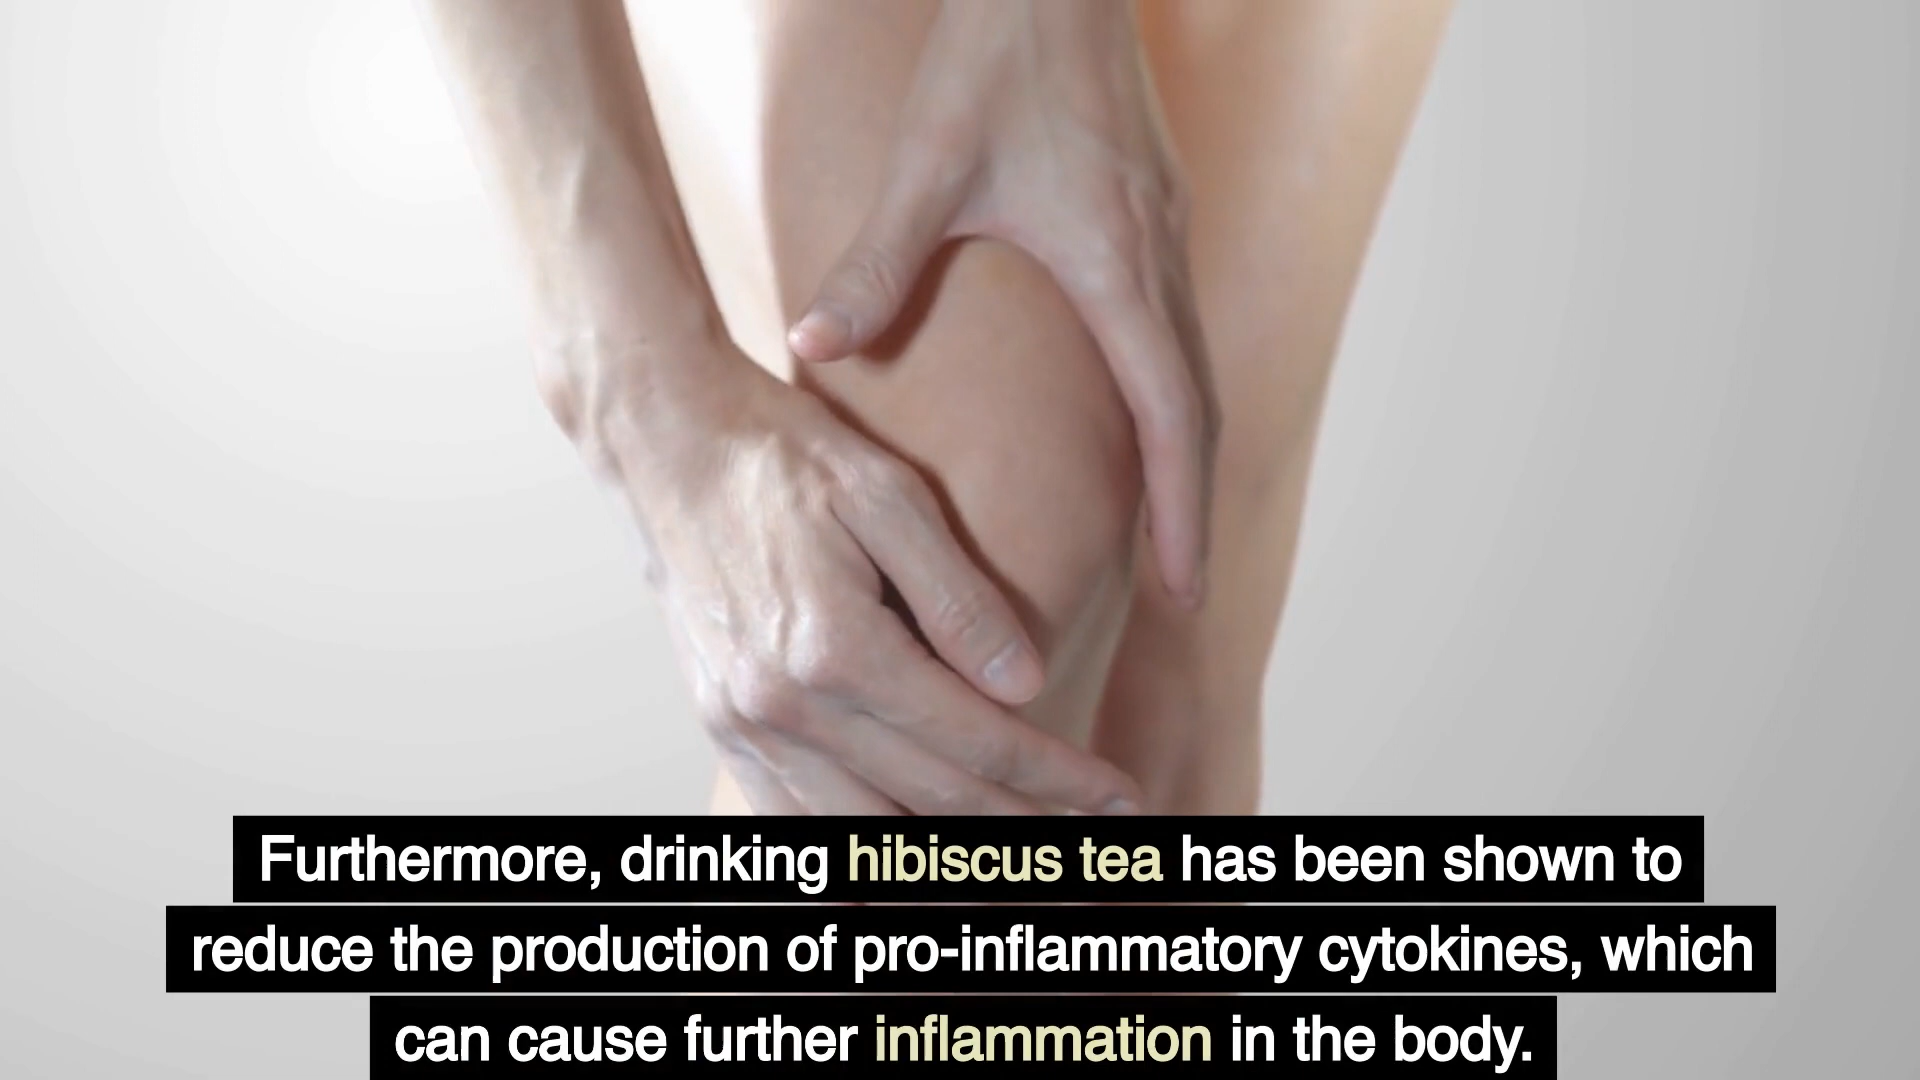 Furthermore, drinking hibiscus tea has been shown to
reduce the production of pro-inflammatory cytokines, which
can cause further inflammation in the body.